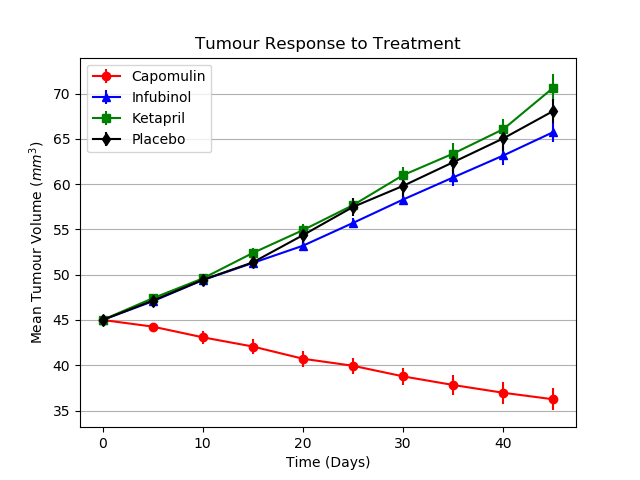 Tumour Response to Treatment
Capomulin
Infubinol
Ketapril
Placebo
Mean Tumour Volume (mm³)
70
65
60
55
50
45
40
35
0 10 20 30 40
Time (Days)